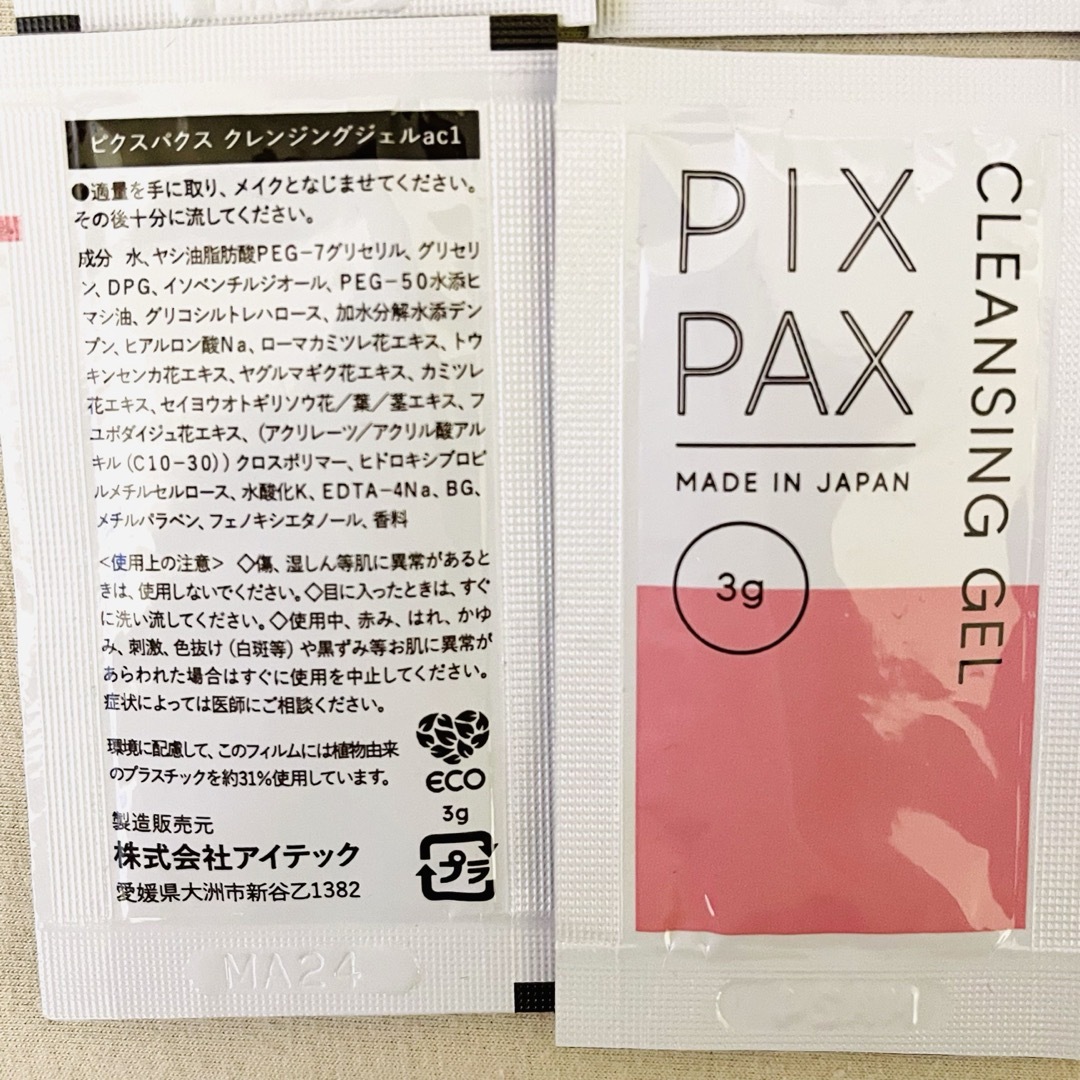 ピクスパクス クレンジングジェルac1
●適量を手に取り、メイクとなじませてください。
その後十分に流してください。
成分 水、ヤシ油脂肪酸PEG-7グリセリル、グリセリ
ン、DPG、イソペンチルジオール、PEG-50水添ヒ
マシ油、グリコシルトレハロース、加水分解水添デン
プン、ヒアルロン酸Na、ローマカミツレ花エキス、トウ
キンセンカ花エキス、ヤグルマギク花エキス、カミツレ
花エキス、セイヨウオトギリソウ花/葉/茎エキス、フ
ユボダイジュ花エキス、(アクリレーツ/アクリル酸アル
キル(C10-30))クロスポリマー、ヒドロキシプロピ
ルメチルセルロース、水酸化K、EDTA-4Na、BG、
メチルパラベン、フェノキシエタノール、香料
<使用上の注意> ◇傷、湿しん等肌に異常があると
きは、使用しないでください。◇目に入ったときは、すぐ
に洗い流してください。◇使用中、赤み、はれ、かゆ
み、刺激、色抜け(白斑等)や黒ずみ等お肌に異常が
あらわれた場合はすぐに使用を中止してください。
症状によっては医師にご相談ください。
環境に配慮して、このフィルムには植物由来
のプラスチックを約31%使用しています。
ECO
3g
製造販売元
株式会社アイテック
愛媛県大洲市新谷乙1382
プラ
MA24
PIX
PAX
MADE IN JAPAN
3g
CLEANSING GEL